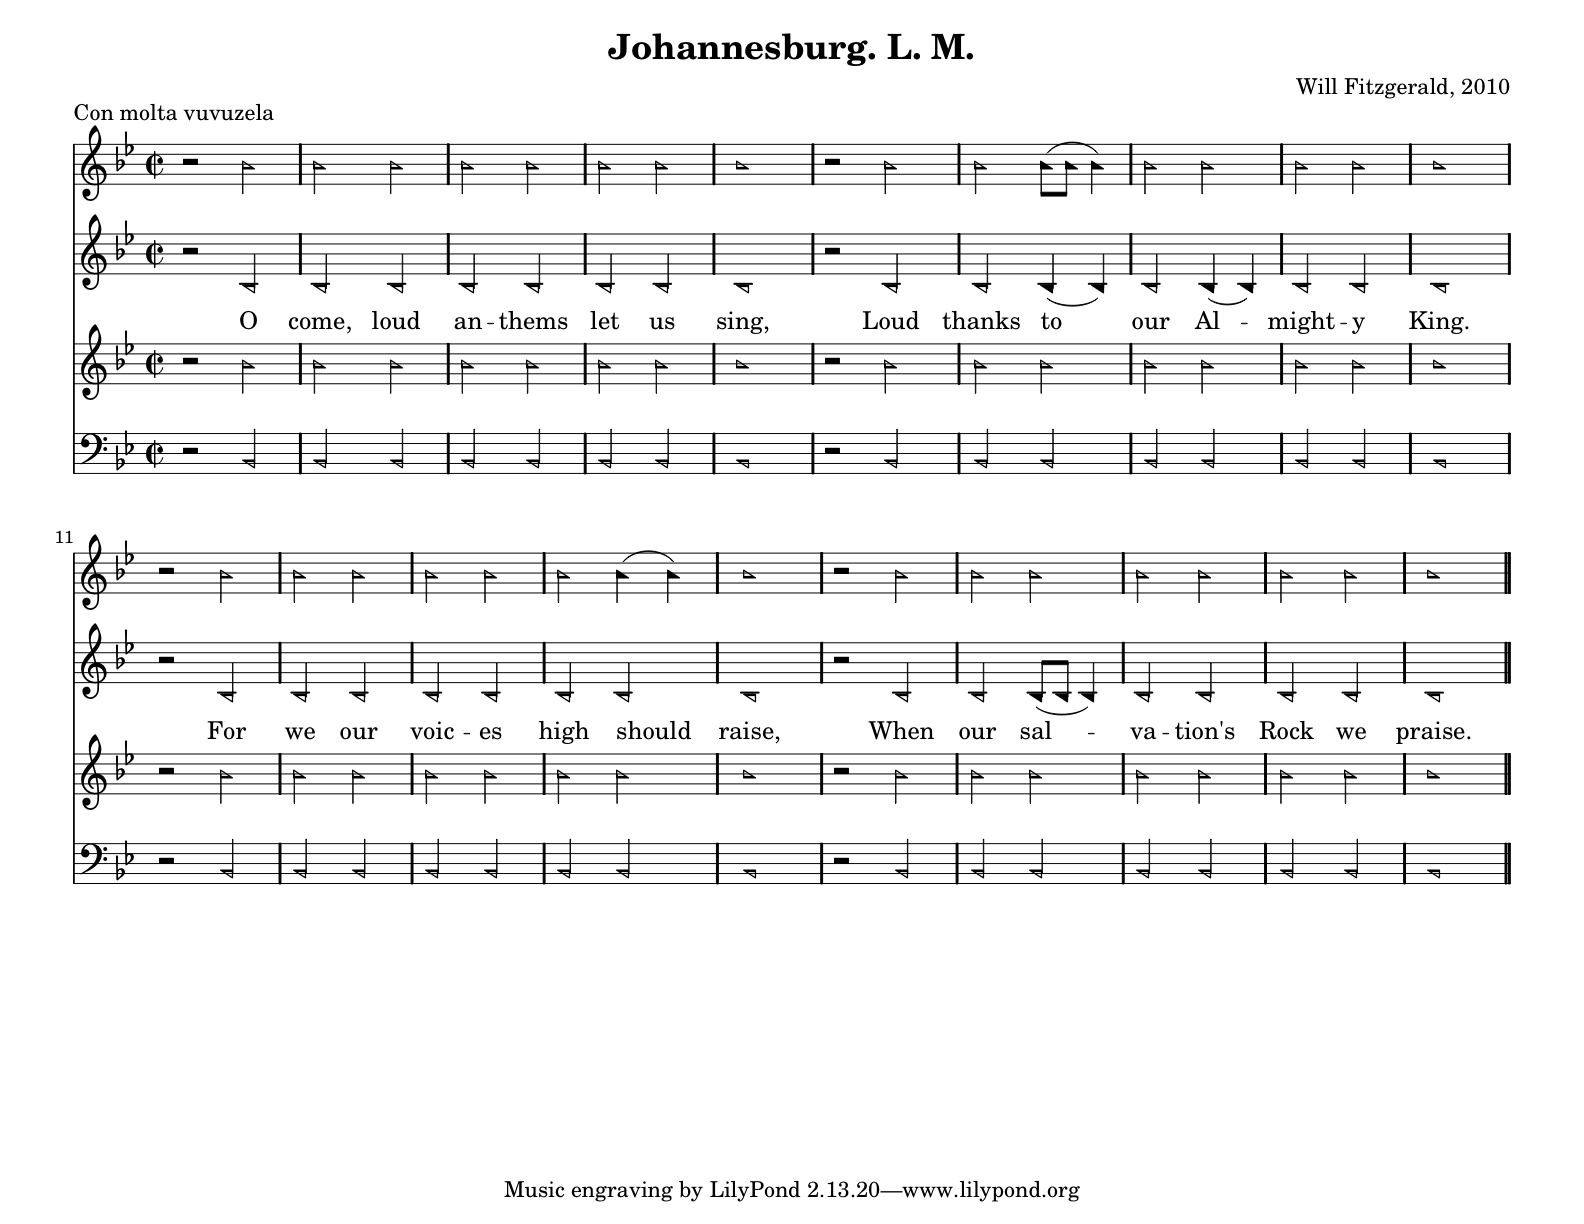 Johannesburg. L. M.
Will Fitzgerald, 2010
Con molta vuvuzela
O come, loud an - thems let us sing, Loud thanks to our Al - might - y King.
11
For we our voic - es high should raise, When our sal - va - tion's Rock we praise.
Music engraving by LilyPond 2.13.20—www.lilypond.org